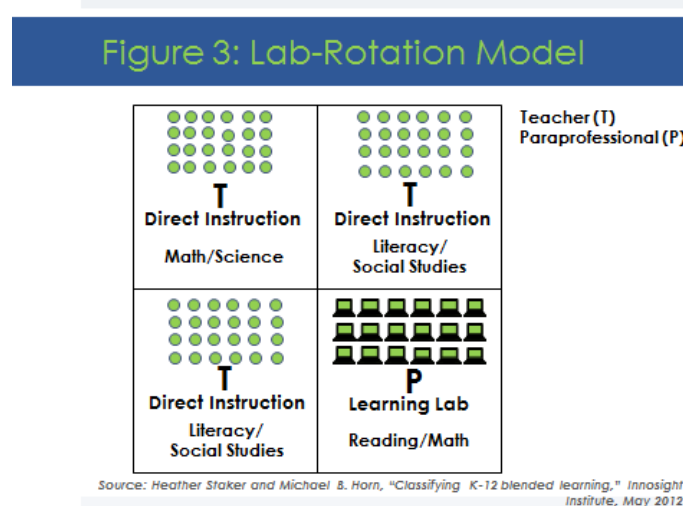 Figure 3: Lab-Rotation Model
Teacher (T)
Paraprofessional (P)
T
Direct Instruction
Math/Science
T
Direct Instruction
Literacy/
Social Studies
T
Direct Instruction
Literacy/
Social Studies
P
Learning Lab
Reading/Math
Source: Heather Staker and Michael B. Horn, "Classifying K-12 blended learning," Innosight
Institute, May 2012